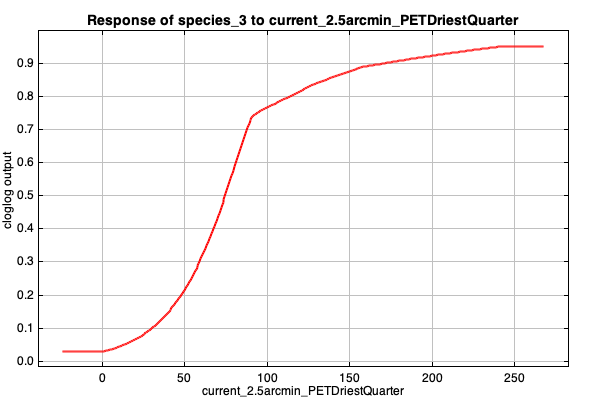 Response of species_3 to current_2.5arcmin_PETDriestQuarter
cloglog output
0.9
0.8
0.7
0.6
0.5
0.4
0.3
0.2
0.1
0.0
0 50 100 150 200 250
current_2.5arcmin_PETDriestQuarter